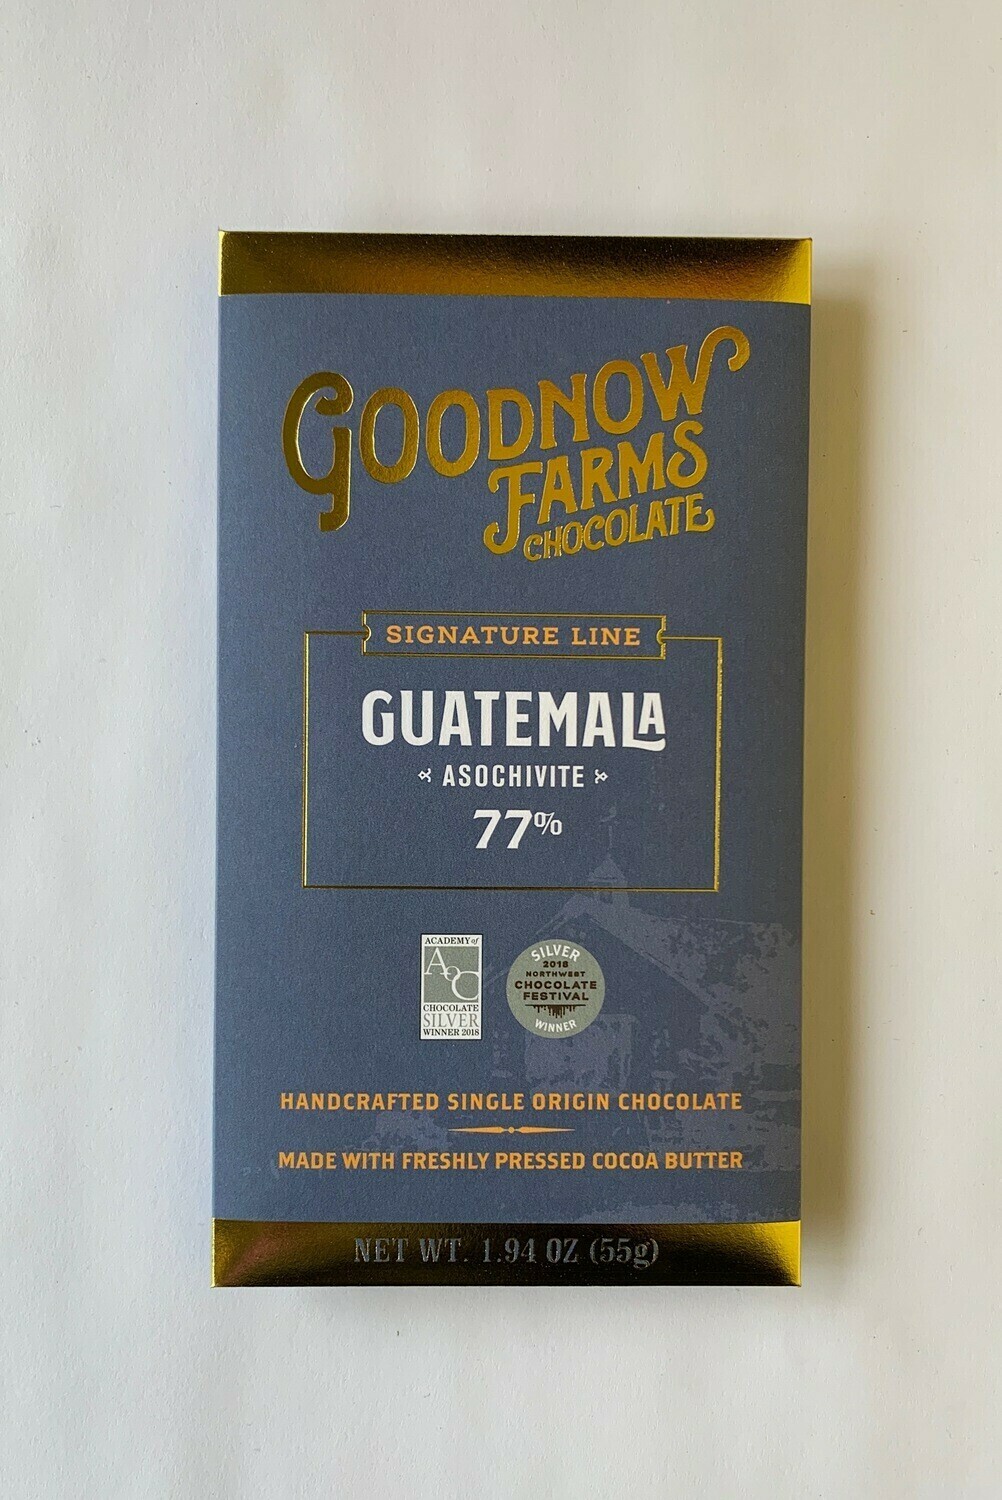 GOODNOW
FARMS
CHOCOLATE
SIGNATURE LINE
GUATEMALA
ASOCHIVITE
77%
ACADEMY of
AoC
CHOCOLATE
SILVER
WINNER 2018
SILVER
2018
NORTHWEST
CHOCOLATE
FESTIVAL
WINNER
HANDCRAFTED SINGLE ORIGIN CHOCOLATE
MADE WITH FRESHLY PRESSED COCOA BUTTER
NET WT. 1.94 OZ (55g)